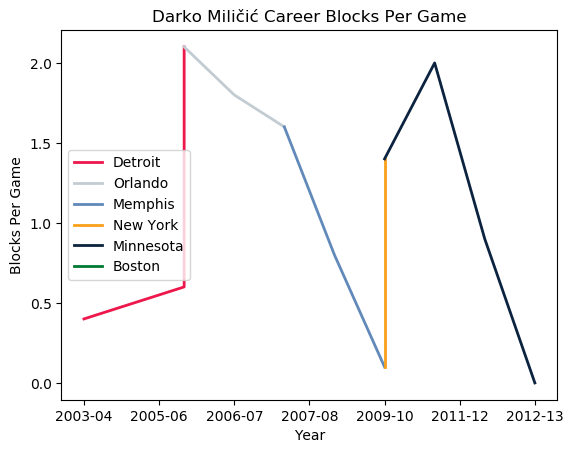 Darko Miličić Career Blocks Per Game
Blocks Per Game
2.0
1.5
1.0
0.5
0.0
Detroit
Orlando
Memphis
New York
Minnesota
Boston
2003-04 2005-06 2006-07 2007-08 2009-10 2011-12 2012-13
Year